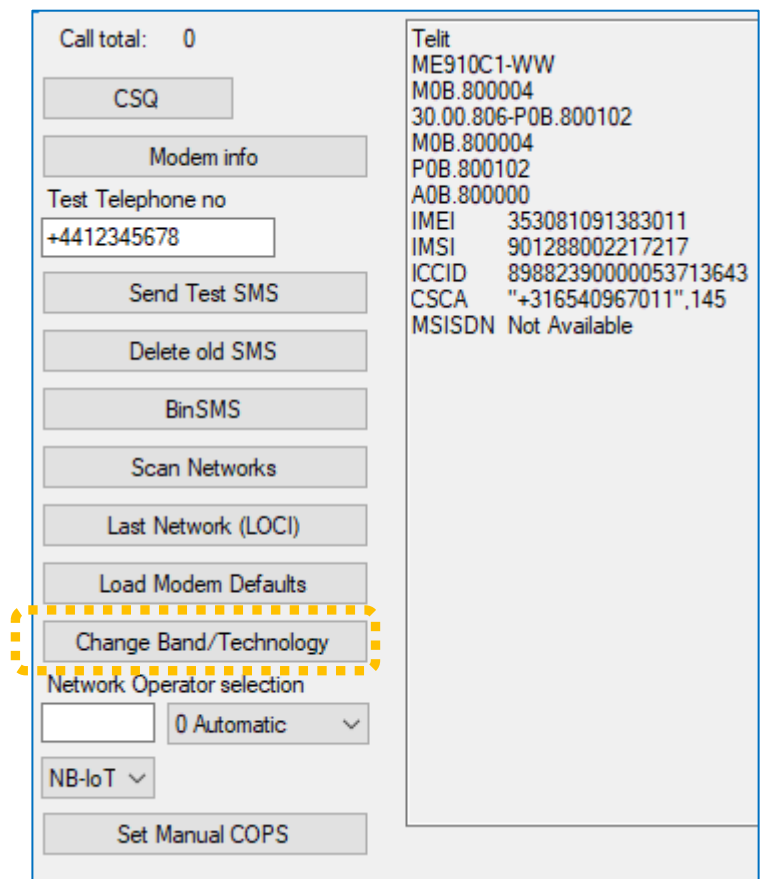 Call total: 0
CSQ
Modem info
Test Telephone no
+4412345678
Send Test SMS
Delete old SMS
BinSMS
Scan Networks
Last Network (LOCI)
Load Modem Defaults
Change Band/Technology
Network Operator selection
0 Automatic
NB-IoT
Set Manual COPS
Telit
ME910C1-WW
M0B.800004
30.00.806-P0B.800102
M0B.800004
P0B.800102
A0B.800000
IMEI 353081091383011
IMSI 901288002217217
ICCID 89882390000053713643
CSCA "+316540967011",145
MSISDN Not Available